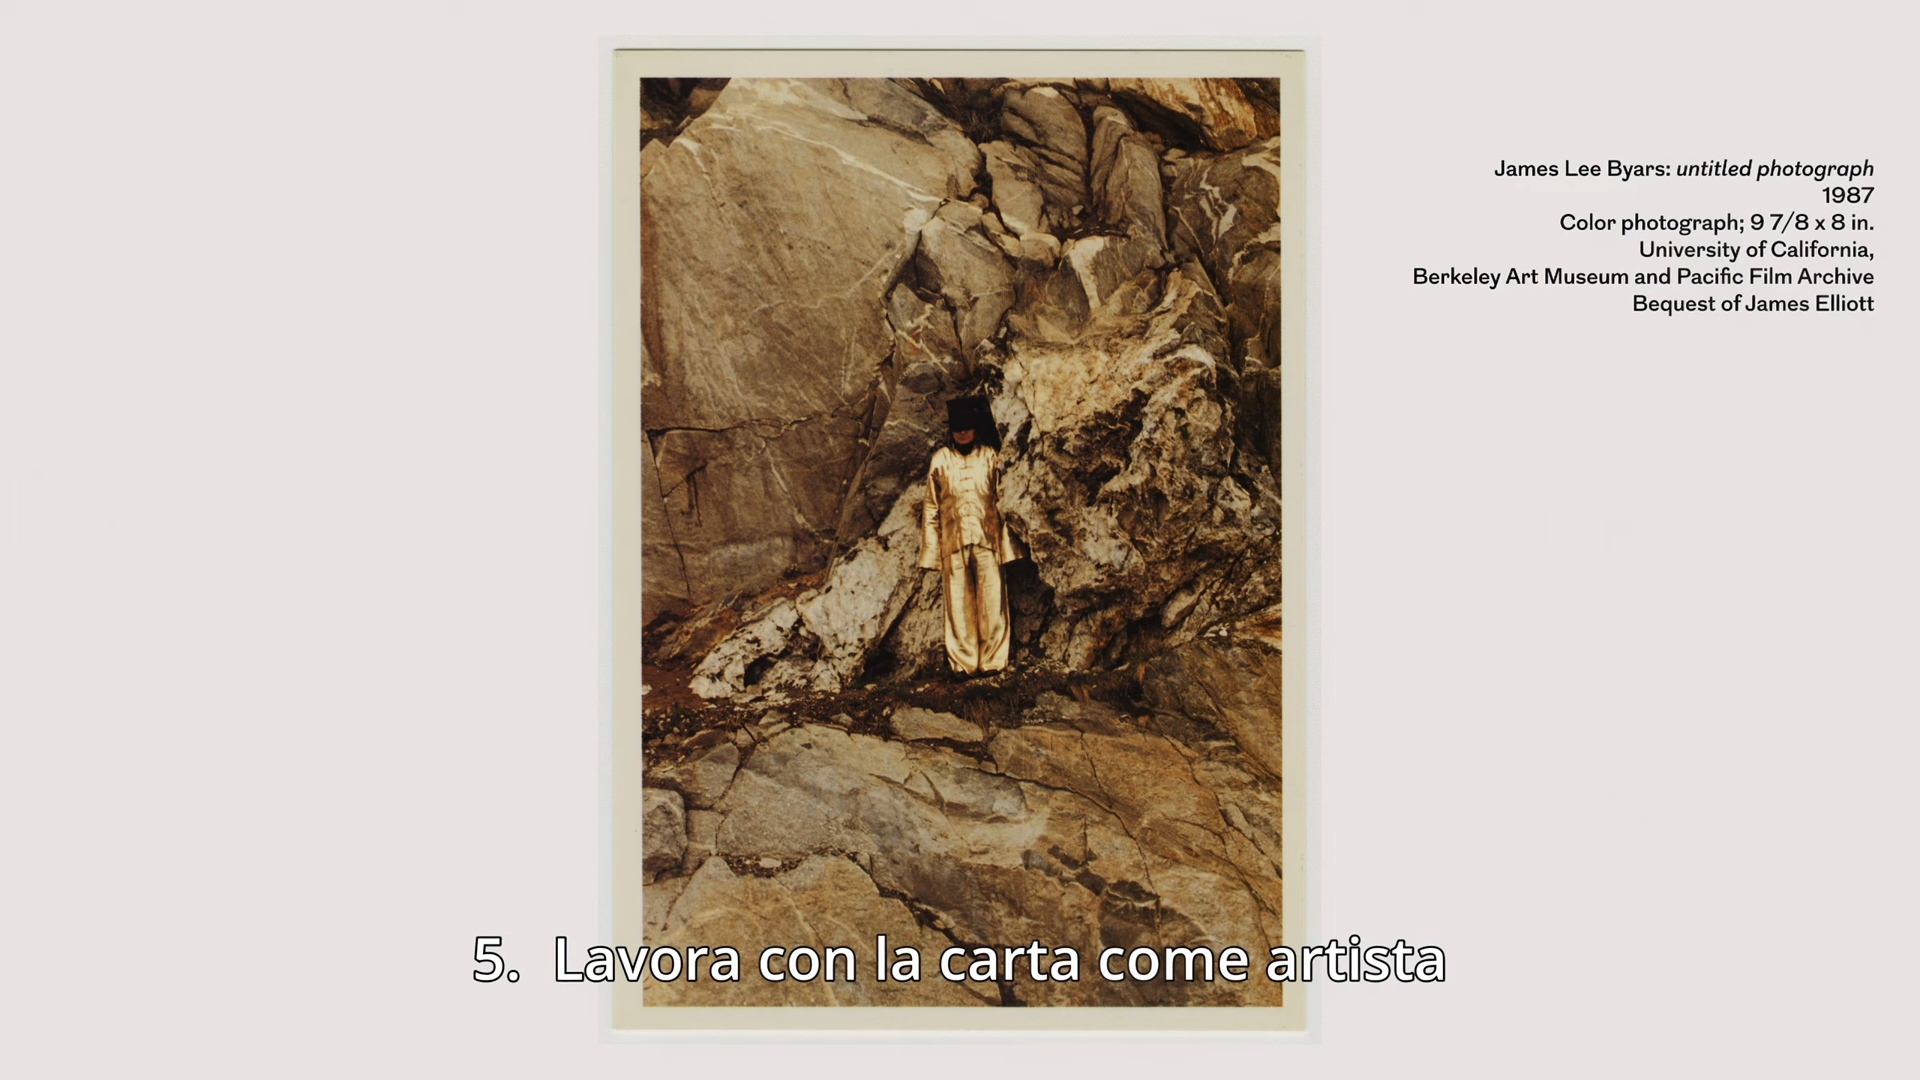 James Lee Byars: untitled photograph
1987
Color photograph; 9 7/8 x 8 in.
University of California,
Berkeley Art Museum and Pacific Film Archive
Bequest of James Elliott
5. Lavora con la carta come artista